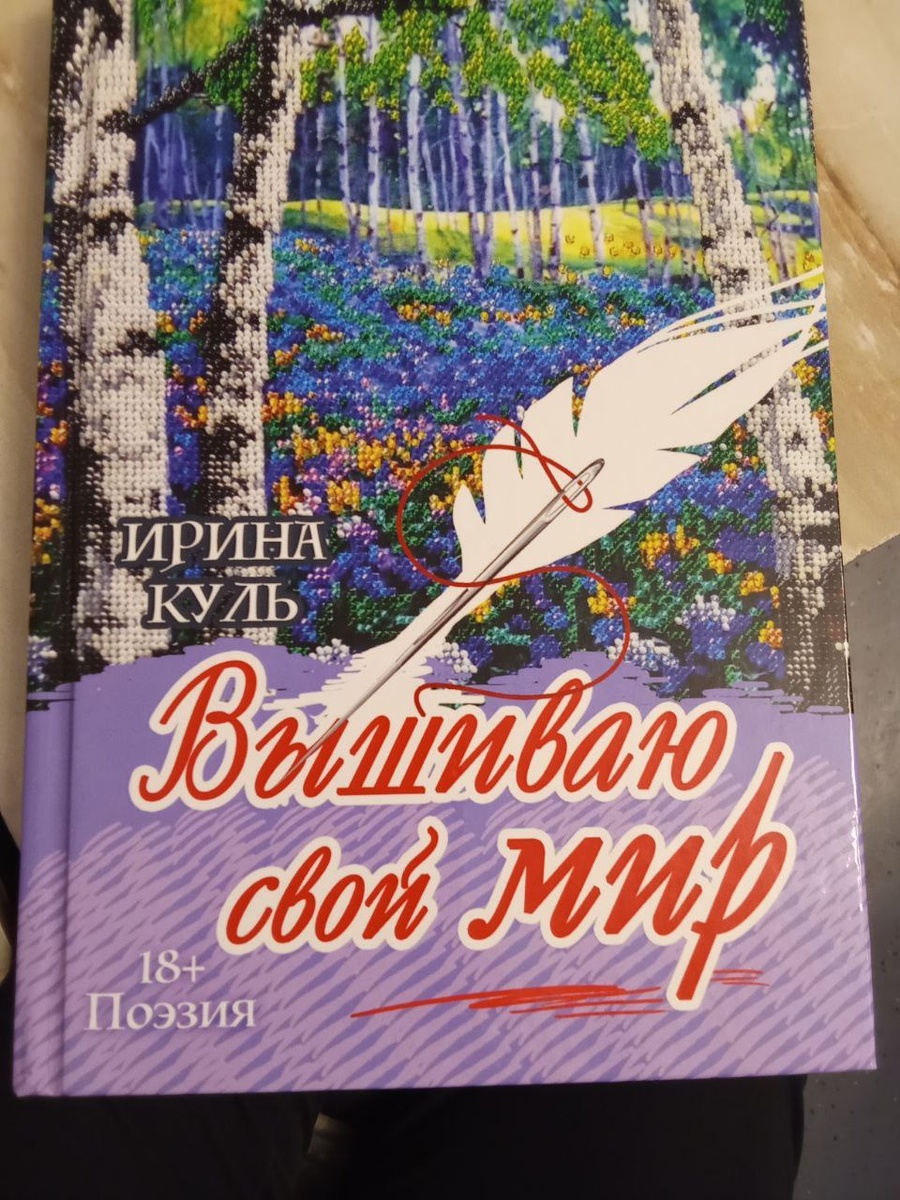 ИРИНА
КУЛЬ
Вышиваю
свой мир
18+
Поэзия